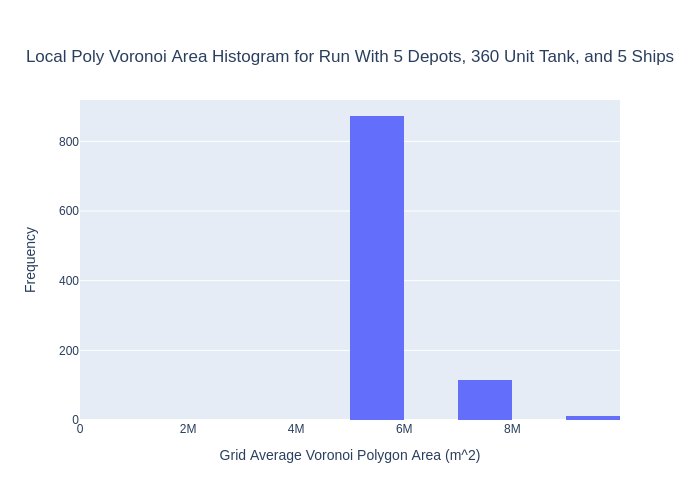 Local Poly Voronoi Area Histogram for Run With 5 Depots, 360 Unit Tank, and 5 Ships
800
600
400
200
0
Frequency
0 2M 4M 6M 8M
Grid Average Voronoi Polygon Area (m^2)